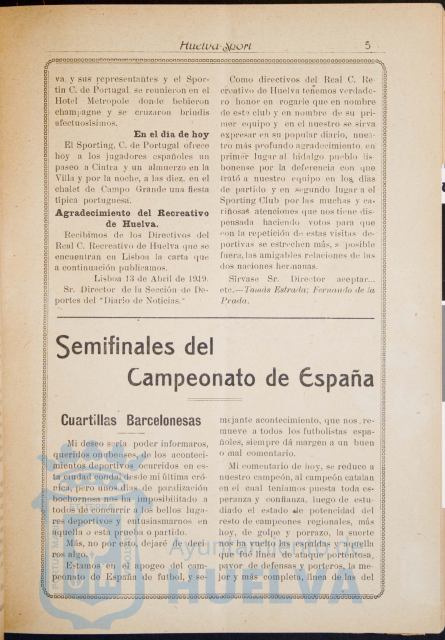 Huelva-Sport 5
va, y sus representantes y el Spor-
tin C. de Portugal se reunieron en el
Hotel Metropole donde bebieron
champagne y se cruzaron brindis
afectuosísimos.
En el día de hoy
El Sporting, C. de Portugal ofrece
hoy a los jugadores españoles un
paseo a Cintra y un almuerzo en la
Villa y por la noche, a las diez, en el
chalet de Campo Grande una fiesta
típica portuguesa.
Agradecimiento del Recreativo
de Huelva.
Recibimos de los Directivos del
Real C. Recreativo de Huelva que se
encuentran en Lisboa la carta que
a continuación publicamos.
Lisboa 13 de Abril de 1919.
Sr. Director de la Sección de De-
portes del "Diario de Noticias."
Como directivos del Real C. Re-
creativo de Huelva tenemos verdade-
ro honor en rogarle que en nombre
de este club y en nombre de su pri-
mer equipo y en el nuestro se sirva
expresar en su popular diario, nues-
tro más profundo agradecimiento, en
primer lugar al hidalgo pueblo lis-
bonense por la deferencia con que
trató a nuestro equipo en los días
de partido y en segundo lugar a el
Sporting Club por las muchas y ca-
riñosas atenciones que nos tiene dis-
pensada haciendo votos para que
con la repetición de estas visitas de-
portivas se estrechen más, si posible
fuera, las amigables relaciones de las
dos naciones hermanas.
Sírvase Sr. Director aceptar...
etc.—Tomás Estrada; Fernando de la
Prada.
Semifinales del
Campeonato de España
Cuartillas Barcelonesas
Mi deseo sería poder informaros,
queridos onubenses, de los aconteci-
mientos deportivos ocurridos en es-
ta ciudad condal desde mi última cró-
nica, pero unos días de paralización
bochornosa nos ha imposibilitado a
todos de concurrir a los bellos luga-
res deportivos y entusiasmarnos en
aquella o esta prueba o partido.
Más, no por esto, dejaré de deci-
ros algo.
Estamos en el apogeo del cam-
peonato de España de futbol, y se-
mejante acontecimiento, que nos re-
mueve a todos los futbolistas espa-
ñoles, siempre dá margen a un buen
o mal comentario.
Mi comentario de hoy, se reduce a
nuestro campeón, al campeón catalán
en el cual teníamos puesta toda es-
peranza y confianza, luego de estu-
diado el estado de potencidad del
resto de campeones regionales, más
hoy, de golpe y porrazo, la suerte
nos ha vuelto las espaldas y aquella
que fué línea de ataque portentosa,
pavor de defensas y porteros, la me-
jor y más completa línea de las del
Ayuntamiento de
HUELVA